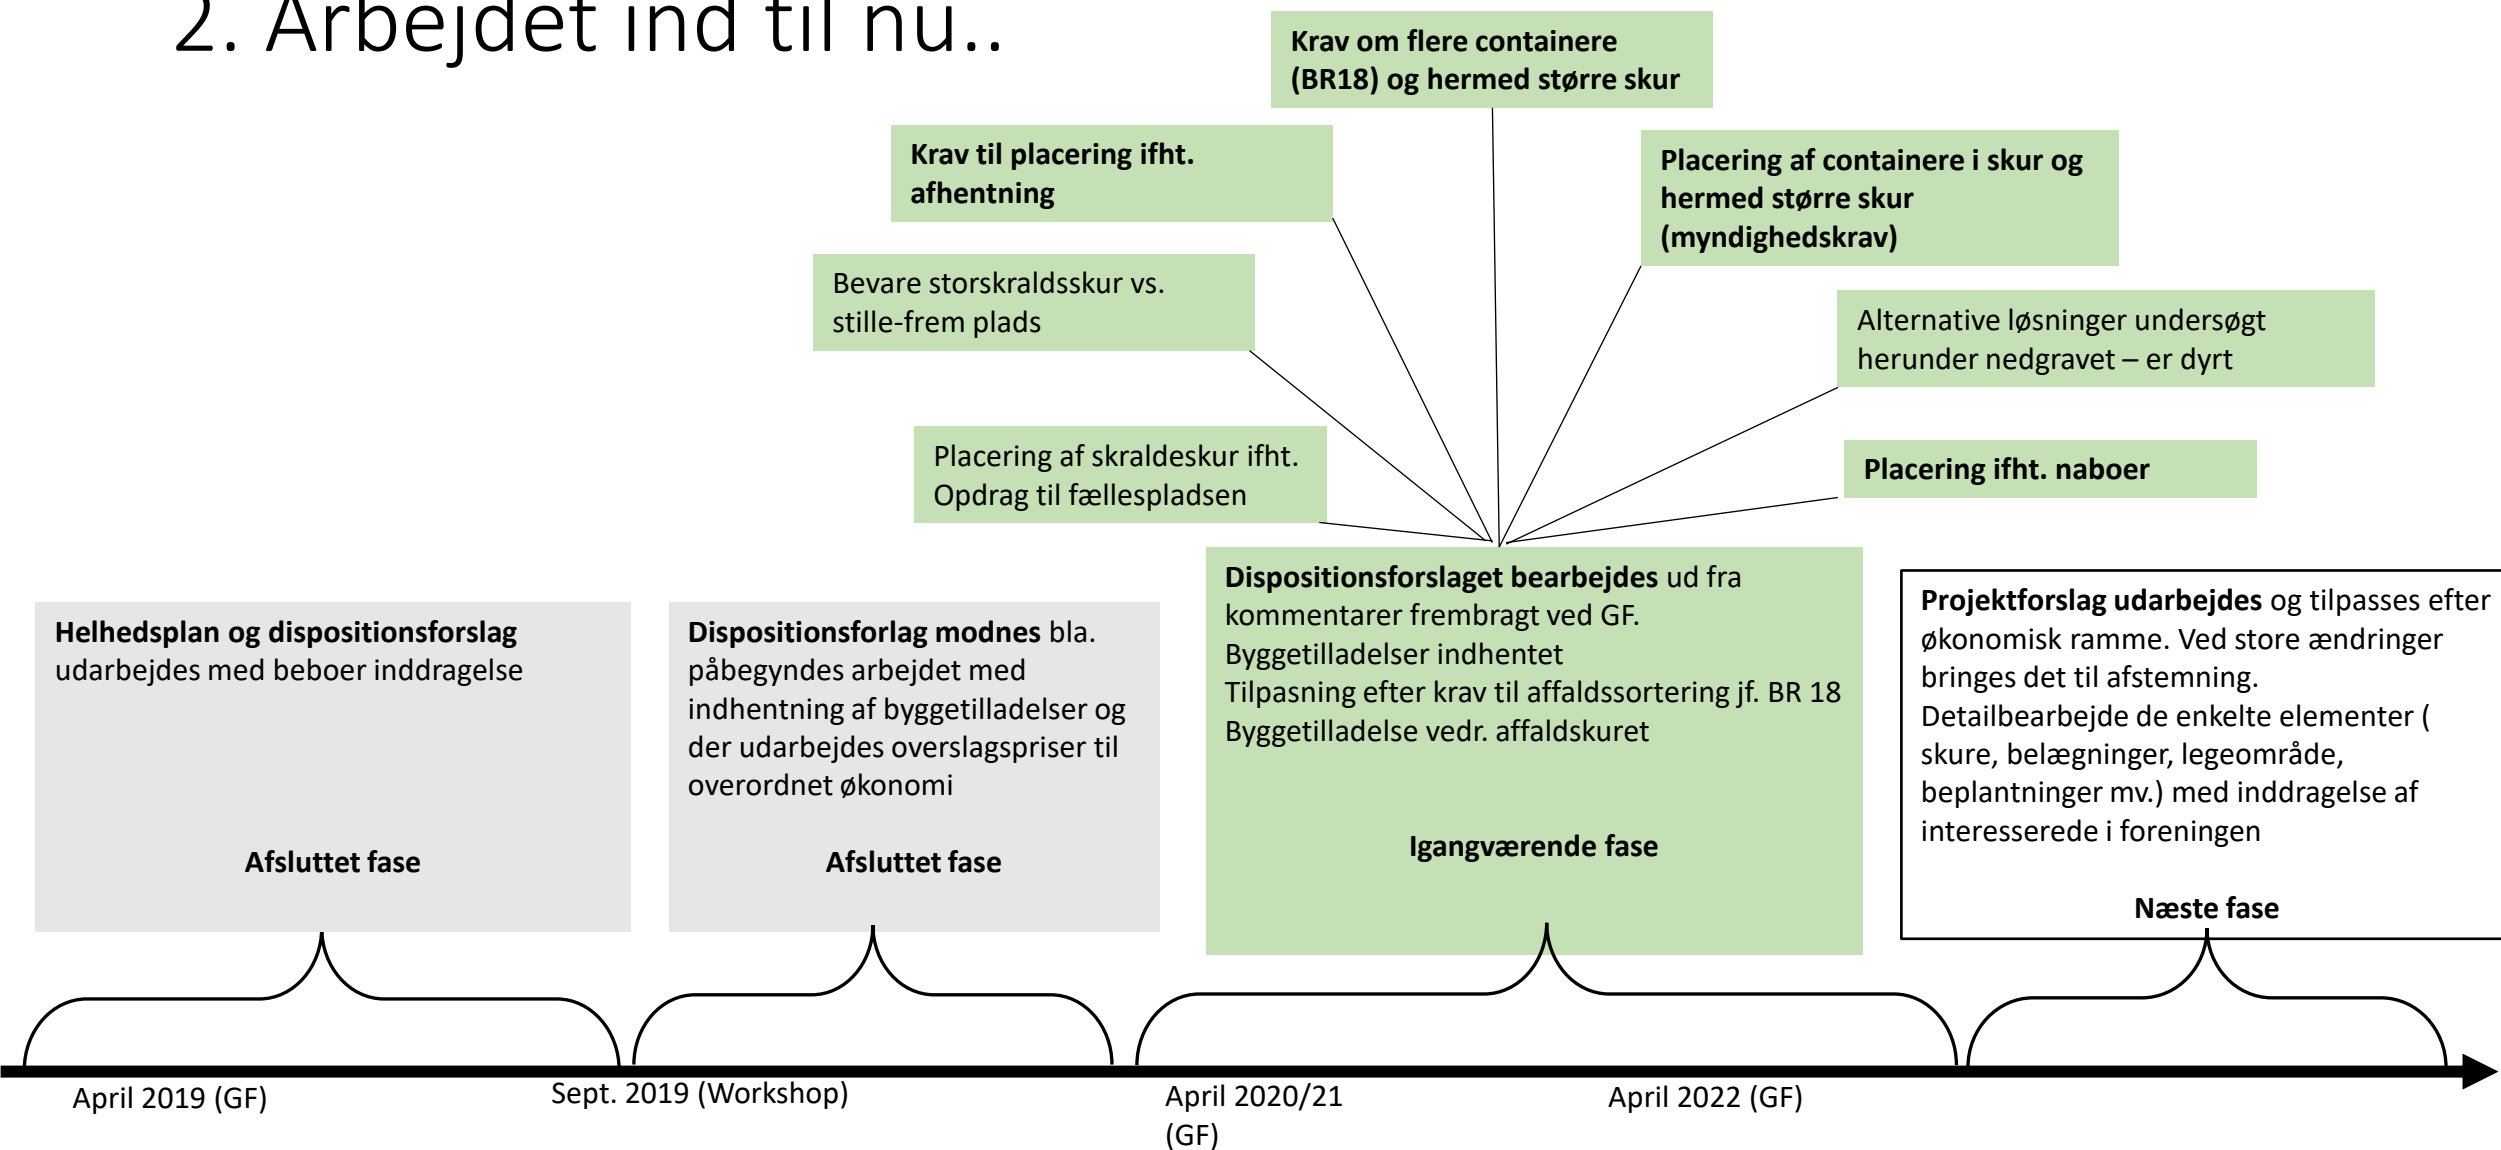 2. Arbejdet ind til nu..
Krav om flere containere
(BR18) og hermed større skur
Krav til placering ifht.
afhentning
Placering af containere i skur og
hermed større skur
(myndighedskrav)
Bevare storskraldsskur vs.
stille-frem plads
Alternative løsninger undersøgt
herunder nedgravet – er dyrt
Placering af skraldeskur ifht.
Opdrag til fællespladsen
Placering ifht. naboer
Helhedsplan og dispositionsforslag
udarbejdes med beboer inddragelse
Afsluttet fase
Dispositionsforlag modnes bla.
påbegyndes arbejdet med
indhentning af byggetilladelser og
der udarbejdes overslagspriser til
overordnet økonomi
Afsluttet fase
Dispositionsforslaget bearbejdes ud fra
kommentarer frembragt ved GF.
Byggetilladelser indhentet
Tilpasning efter krav til affaldssortering jf. BR 18
Byggetilladelse vedr. affaldskuret
Igangværende fase
Projektforslag udarbejdes og tilpasses efter
økonomisk ramme. Ved store ændringer
bringes det til afstemning.
Detailbearbejde de enkelte elementer (
skure, belægninger, legeområde,
beplantninger mv.) med inddragelse af
interesserede i foreningen
Næste fase
April 2019 (GF)
Sept. 2019 (Workshop)
April 2020/21
(GF)
April 2022 (GF)